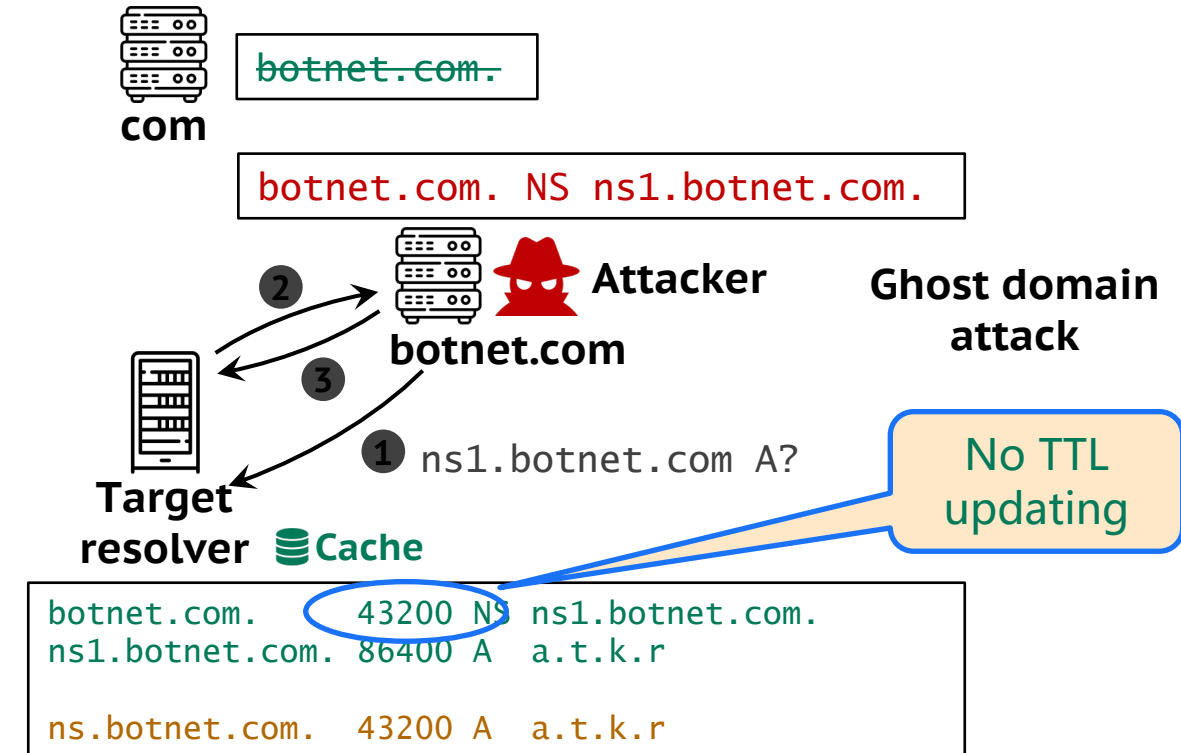 botnet.com.
com
botnet.com. NS ns1.botnet.com.
Attacker
Ghost domain
attack
2
botnet.com
3
1 ns1.botnet.com A?
No TTL
updating
Target
resolver
Cache
botnet.com. 43200 NS ns1.botnet.com.
ns1.botnet.com. 86400 A a.t.k.r
ns.botnet.com. 43200 A a.t.k.r